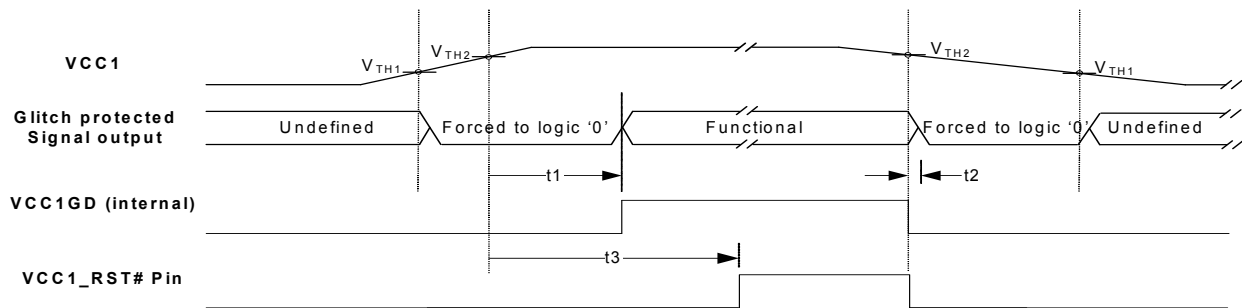 VCC1
VTH1
VTH2
VTH2
VTH1
Glitch protected
Signal output
Undefined
Forced to logic '0'
Functional
Forced to logic '0'
Undefined
t1
t2
VCC1GD (internal)
t3
VCC1_RST# Pin